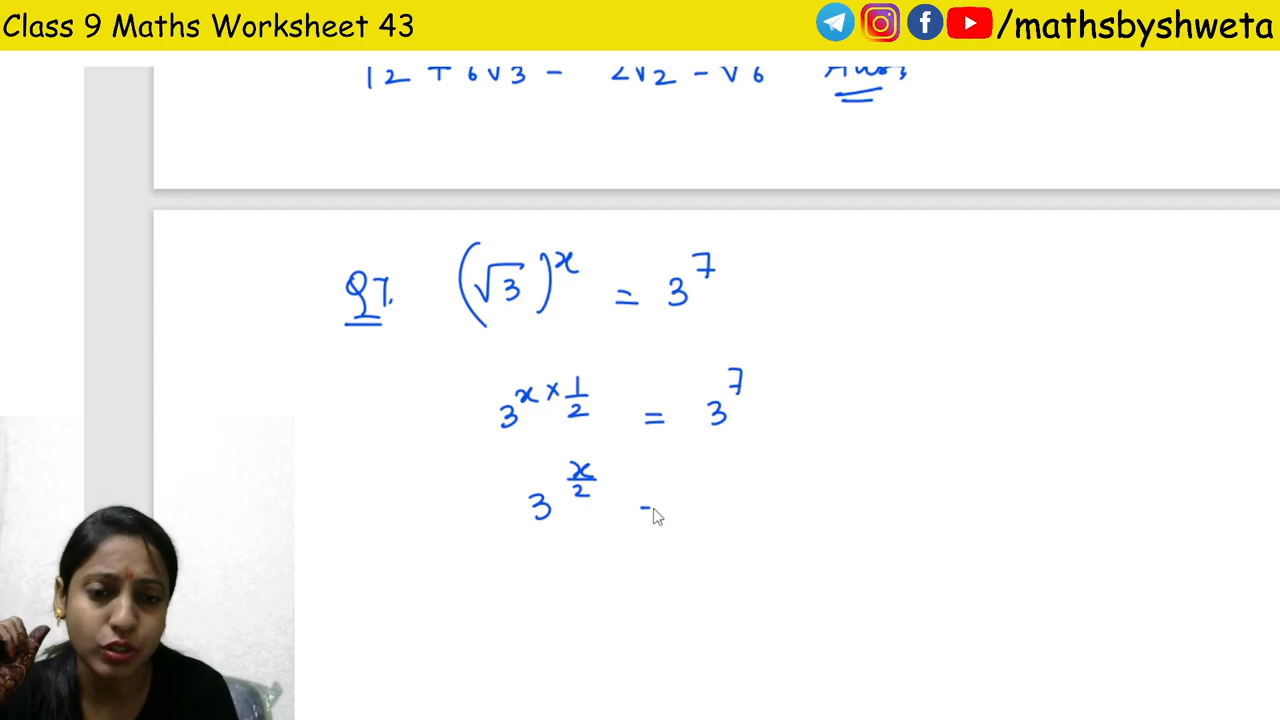 Class 9 Maths Worksheet 43
/mathsbyshweta
12 + 6√3 - 2√2 - √6 Ans,
Q7. (√3)^x = 3^7
3^{x × 1/2} = 3^7
3^{x/2} -